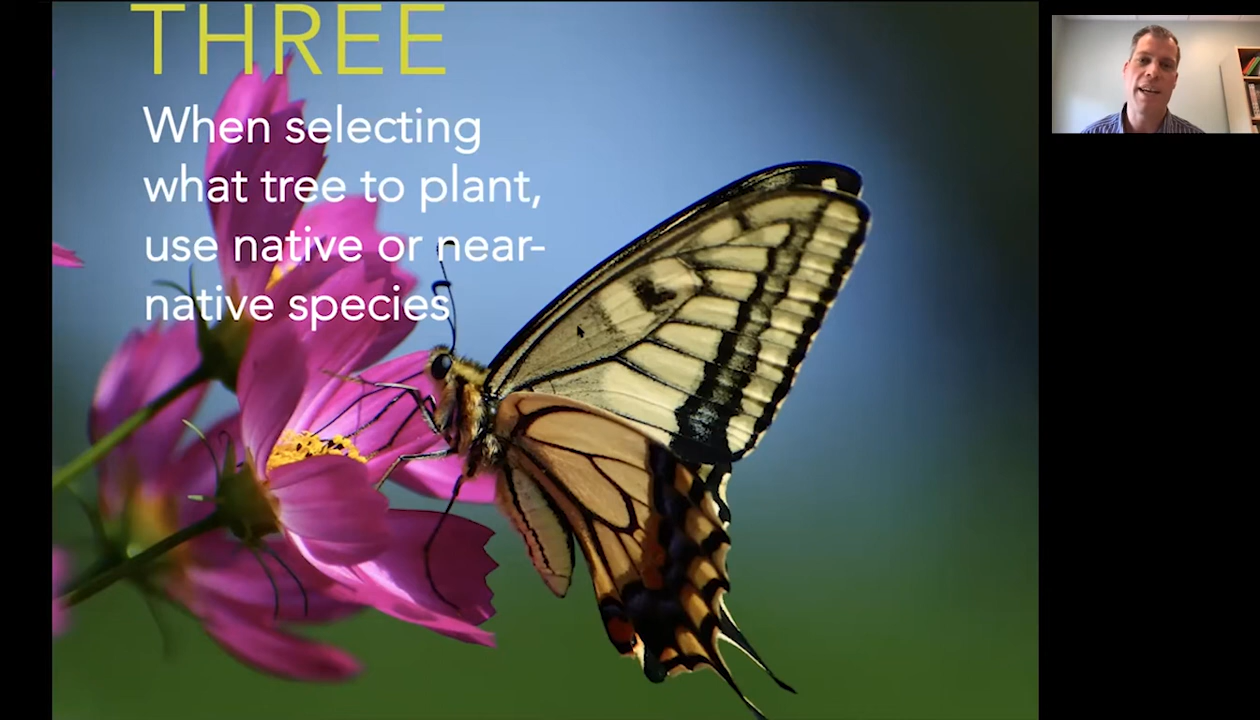 THREE
When selecting
what tree to plant,
use native or near-
native species